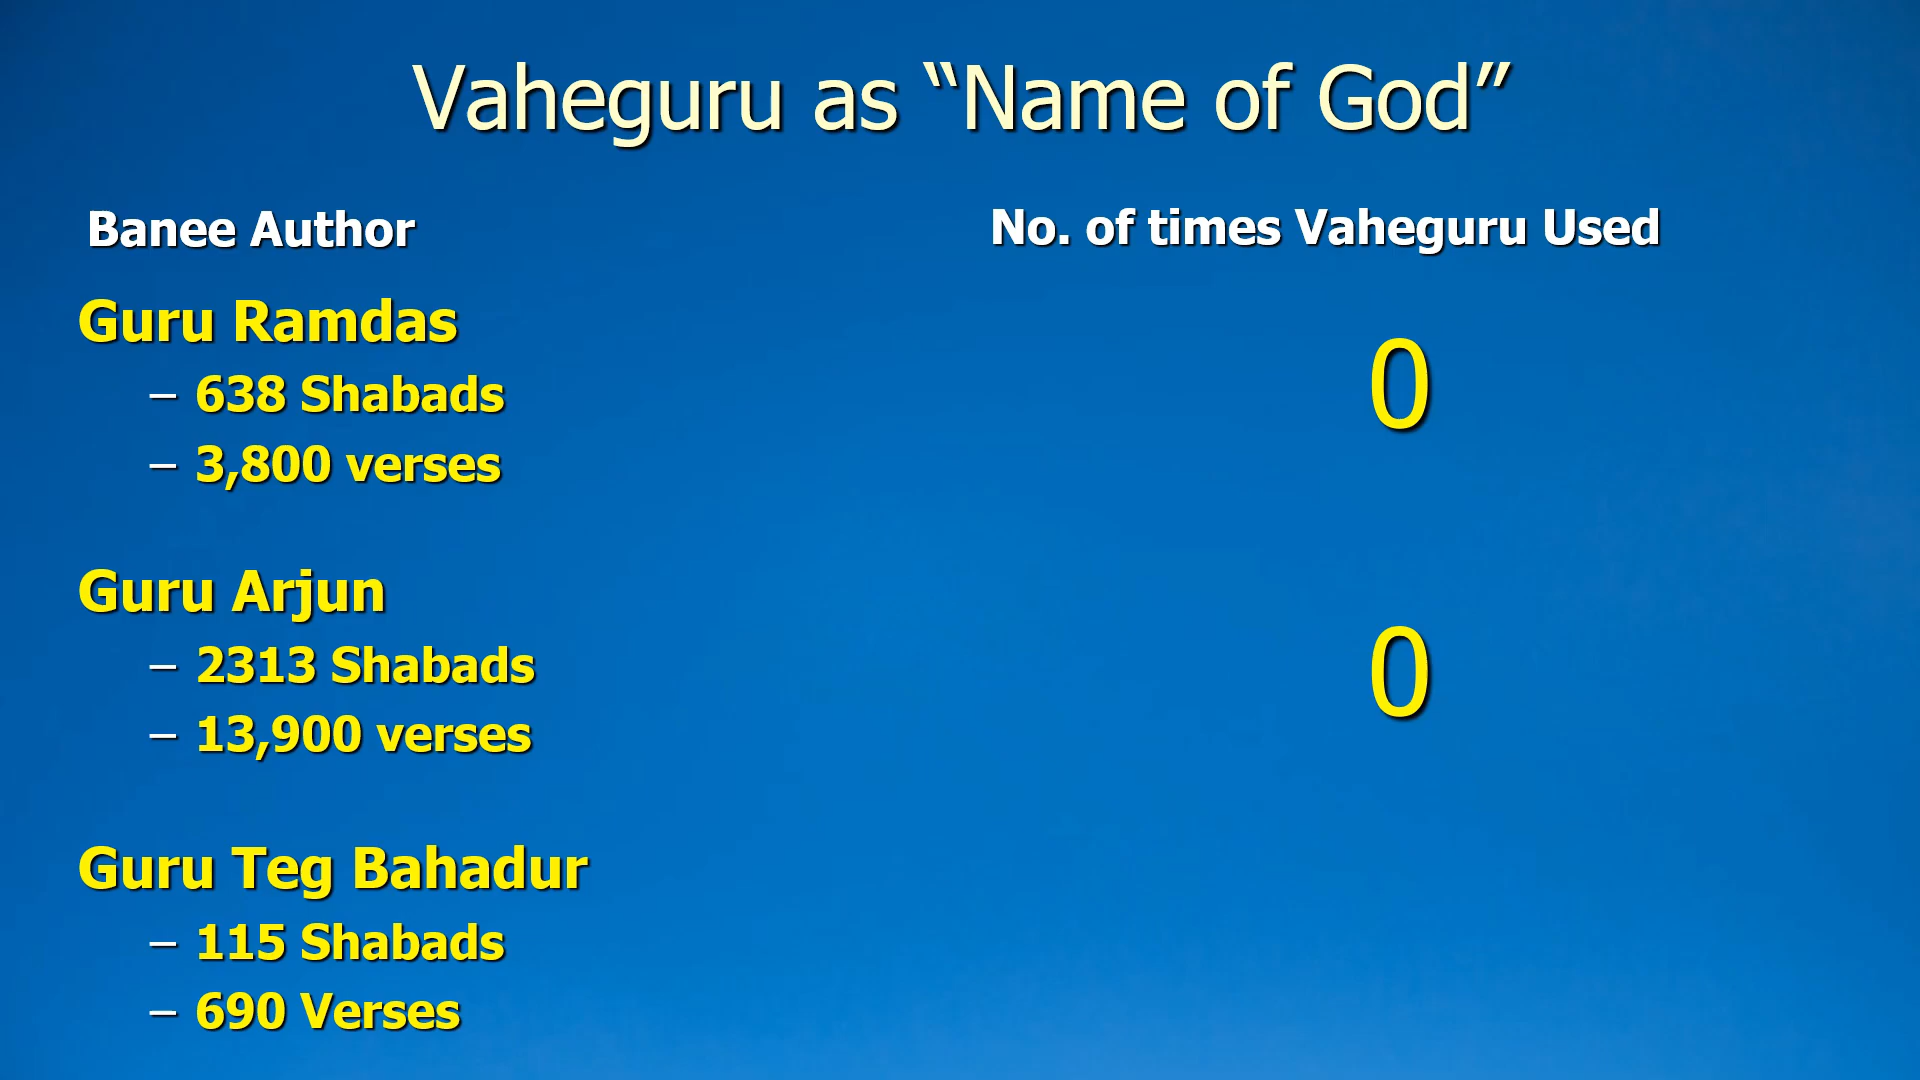 Vaheguru as “Name of God”
Banee Author
No. of times Vaheguru Used
Guru Ramdas
– 638 Shabads
– 3,800 verses
0
Guru Arjun
– 2313 Shabads
– 13,900 verses
0
Guru Teg Bahadur
– 115 Shabads
– 690 Verses